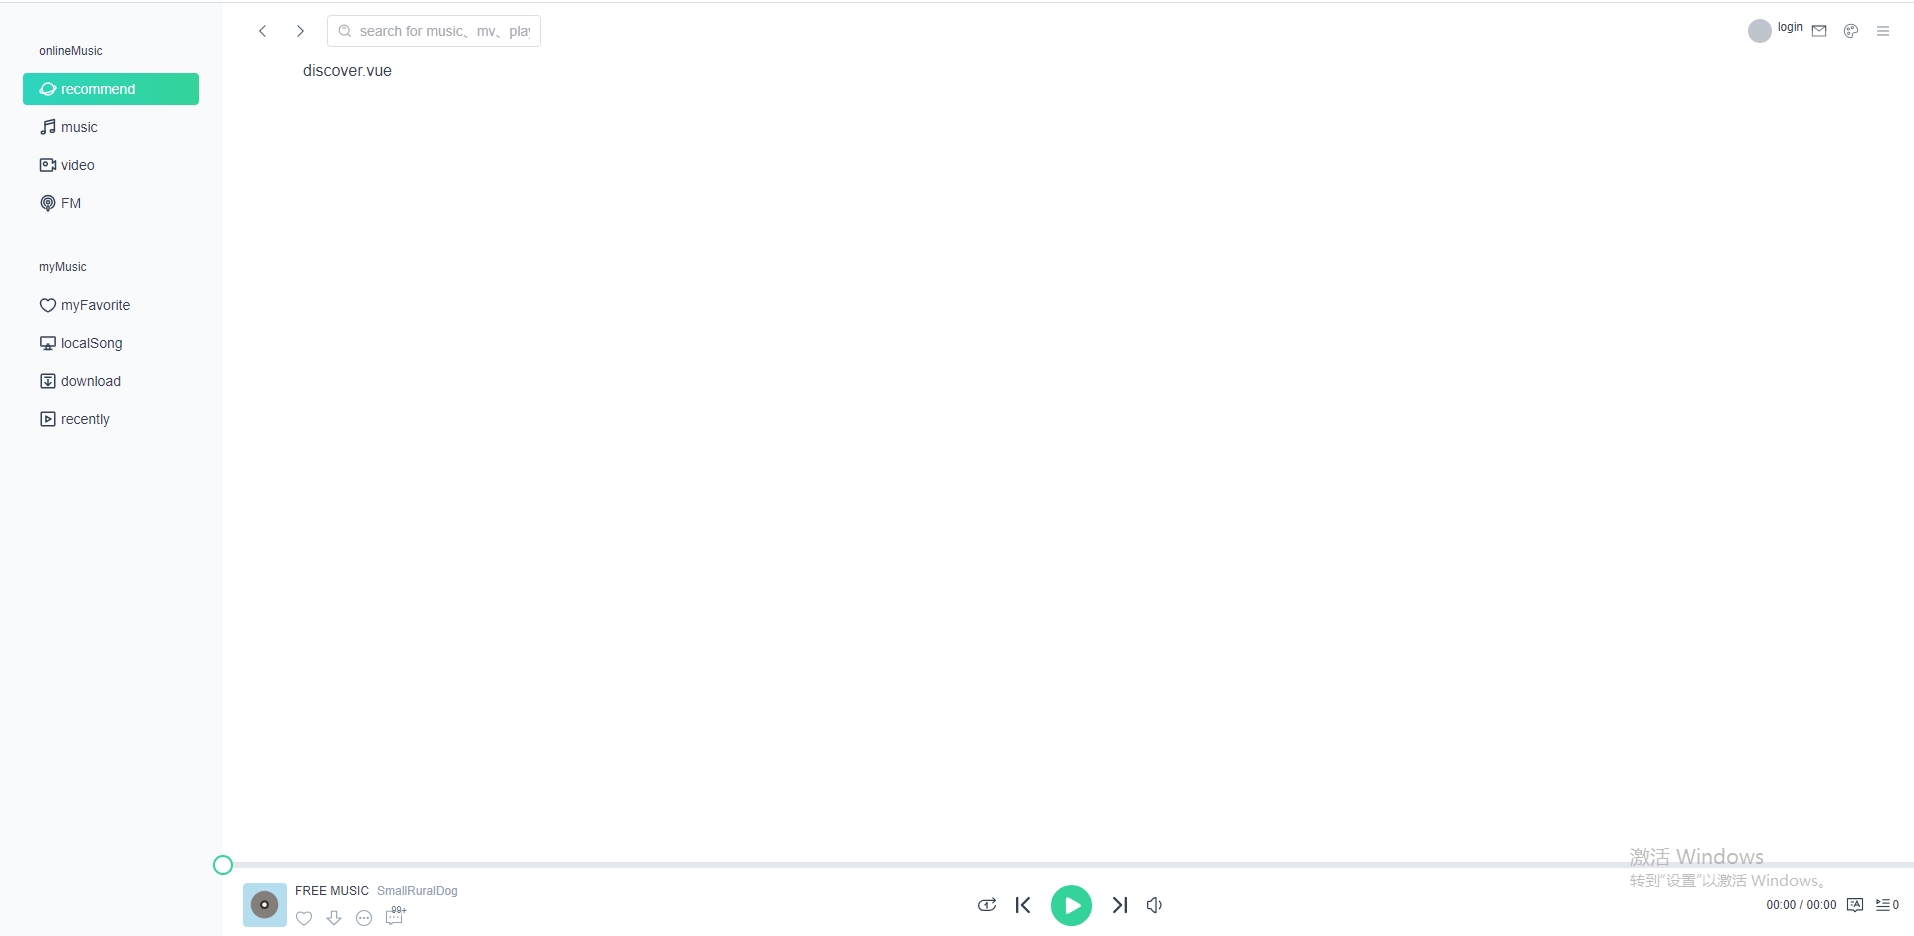 onlineMusic
recommend
music
video
FM
myMusic
myFavorite
localSong
download
recently
search for music、mv、play
login
discover.vue
激活 Windows
转到“设置”以激活 Windows。
FREE MUSIC SmallRuralDog
99+
00:00 / 00:00
0